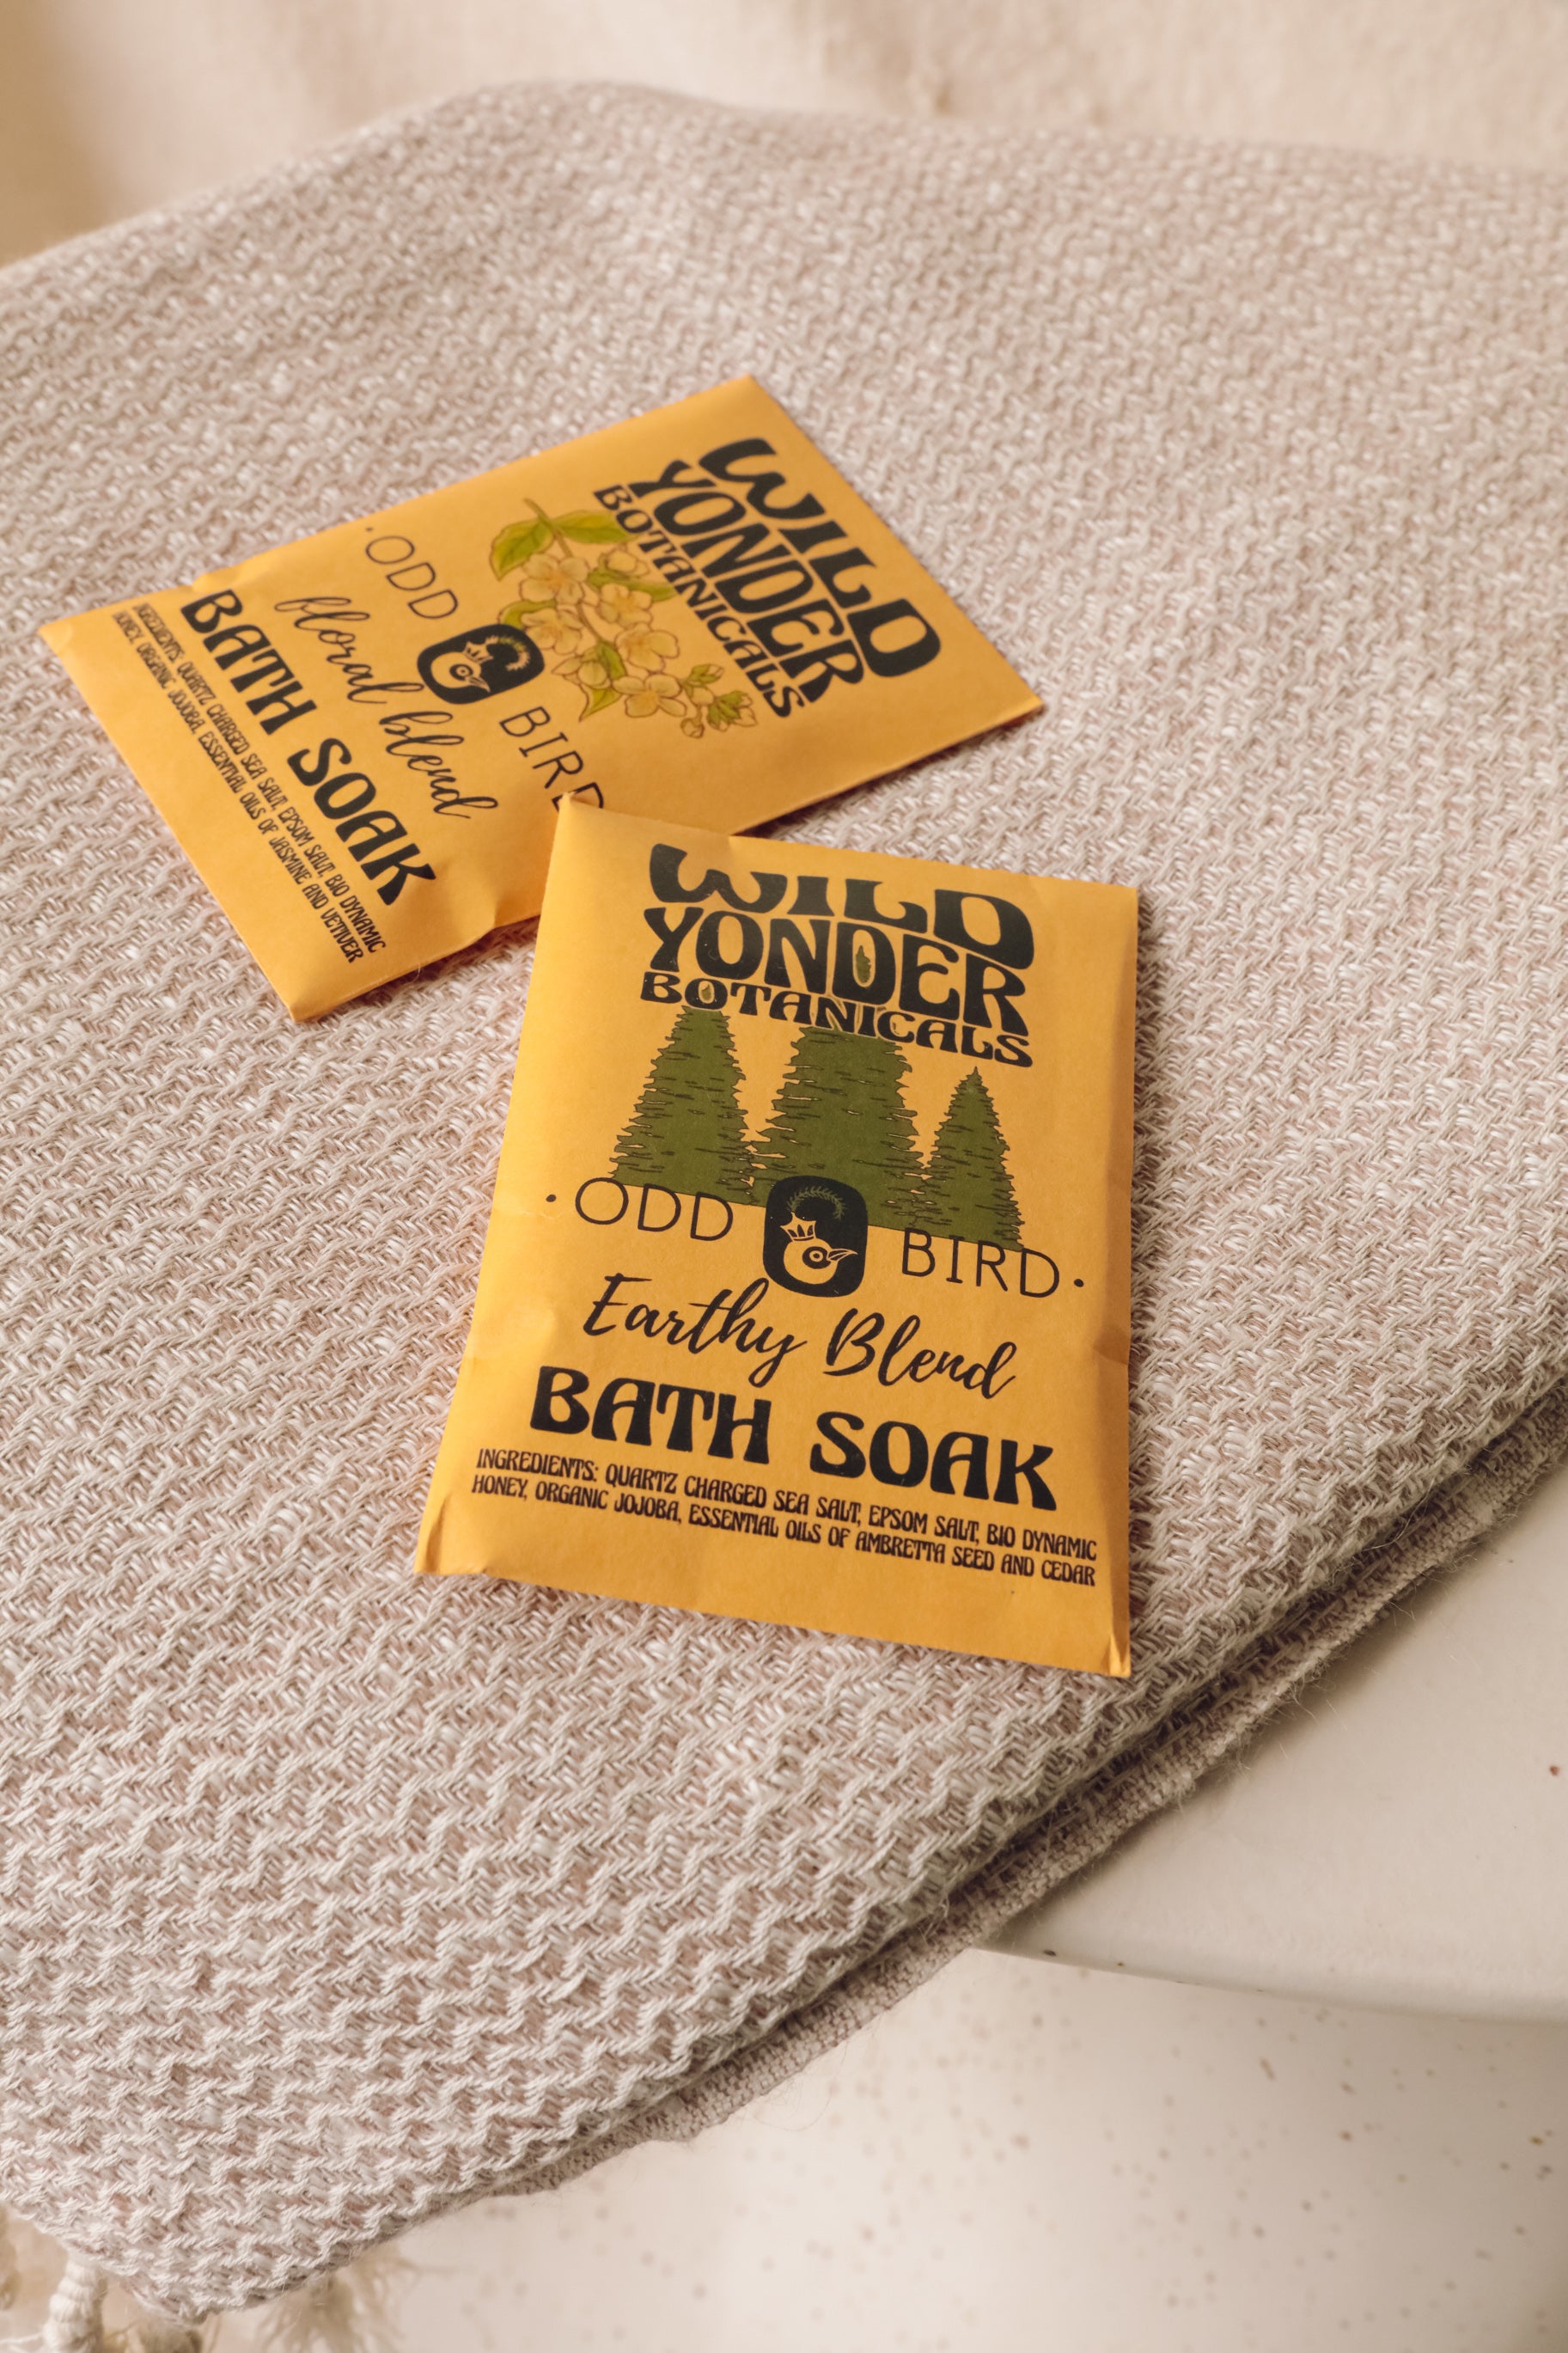 WILD
YONDER
BOTANICALS
· ODD BIRD
floral blend
BATH SOAK
INGREDIENTS: QUARTZ CHARGED SEA SALT, EPSOM SALT, BIO DYNAMIC
HONEY, ORGANIC JOJOBA, ESSENTIAL OILS OF JASMINE AND VETIVER
WILD
YONDER
BOTANICALS
· ODD BIRD ·
Earthy Blend
BATH SOAK
INGREDIENTS: QUARTZ CHARGED SEA SALT, EPSOM SALT, BIO DYNAMIC
HONEY, ORGANIC JOJOBA, ESSENTIAL OILS OF AMBRETTA SEED AND CEDAR